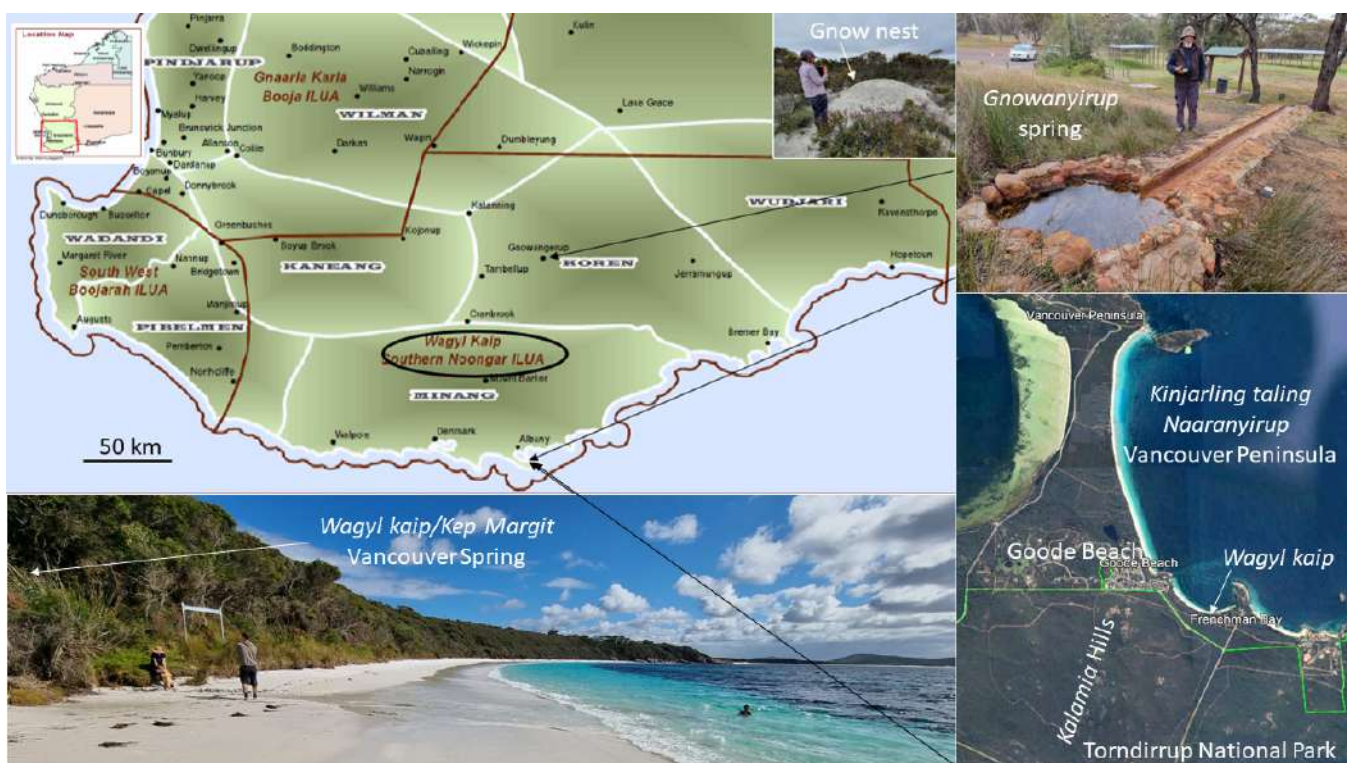 Location Map
Pinjarra
Dwellingup
PINDJARUP
Yarloop
Harvey
Myalup
Brunswick Junction
Allanson
Collie
Bunbury
Dardanup
Boyanup
Donnybrook
Capel
Boddington
Gnaarla Karla
Booja ILUA
Williams
WILMAN
Darkan
Cuballing
Narrogin
Wickepin
Wagin
Dumbleyung
Kulin
Lake Grace
Gnow nest
Gnowanyirup
spring
Dunsborough
Busselton
WADANDI
Margaret River
Nannup
South West
Boojarah ILUA
Augusta
Greenbushes
Bridgetown
Boyup Brook
Kojonup
KANEANG
Manjimup
PIBELMEN
Pemberton
Northcliffe
Katanning
Gnowangerup
KOREN
Tambellup
Jerramungup
WUDJARI
Ravensthorpe
Hopetoun
Cranbrook
Wagyl Kaip
Southern Noongar ILUA
Mount Barker
MINANG
Bremer Bay
Walpole
Denmark
Albany
50 km
Wagyl kaip/Kep Margit
Vancouver Spring
Vancouver Peninsula
Kinjarling taling
Naaranyirup
Vancouver Peninsula
Goode Beach
Goode Beach
Wagyl kaip
Frenchman Bay
Kalamia Hills
Torndirrup National Park